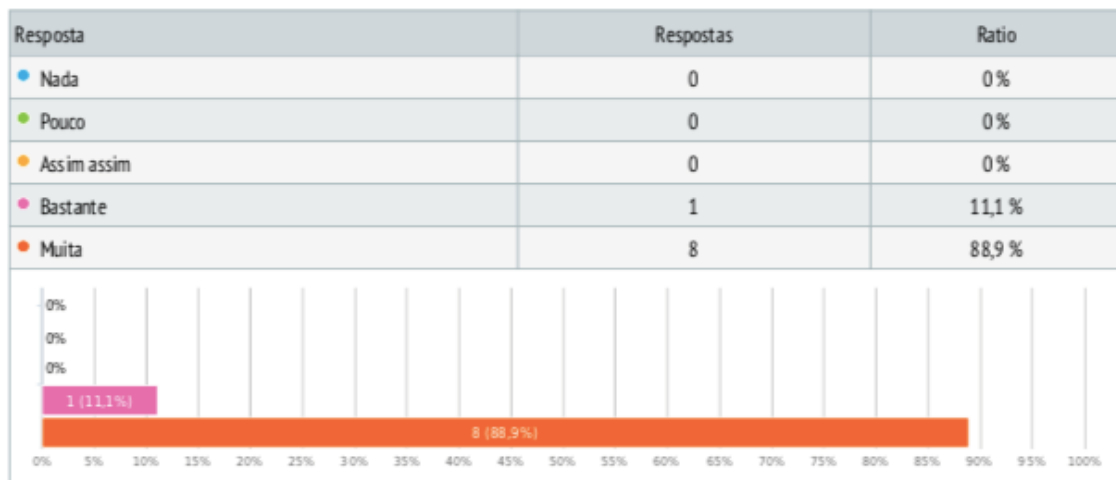 Resposta Respostas Ratio
Nada 0 0 %
Pouco 0 0 %
Assim assim 0 0 %
Bastante 1 11,1 %
Muita 8 88,9 %
0%
0%
0%
1 (11,1%)
8 (88,9%)
0% 5% 10% 15% 20% 25% 30% 35% 40% 45% 50% 55% 60% 65% 70% 75% 80% 85% 90% 95% 100%